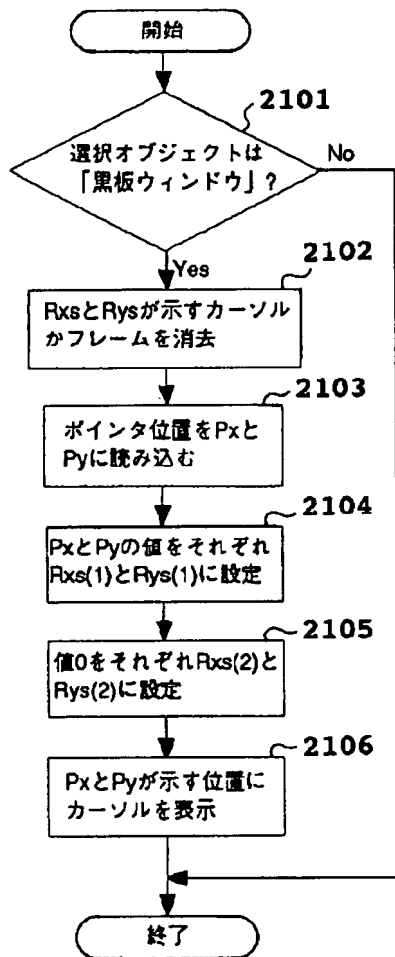 開始
2101
選択オブジェクトは
「黒板ウィンドウ」?
No
Yes
2102
RxsとRysが示すカーソル
かフレームを消去
2103
ポインタ位置をPxと
Pyに読み込む
2104
PxとPyの値をそれぞれ
Rxs(1)とRys(1)に設定
2105
値0をそれぞれRxs(2)と
Rys(2)に設定
2106
PxとPyが示す位置に
カーソルを表示
終了